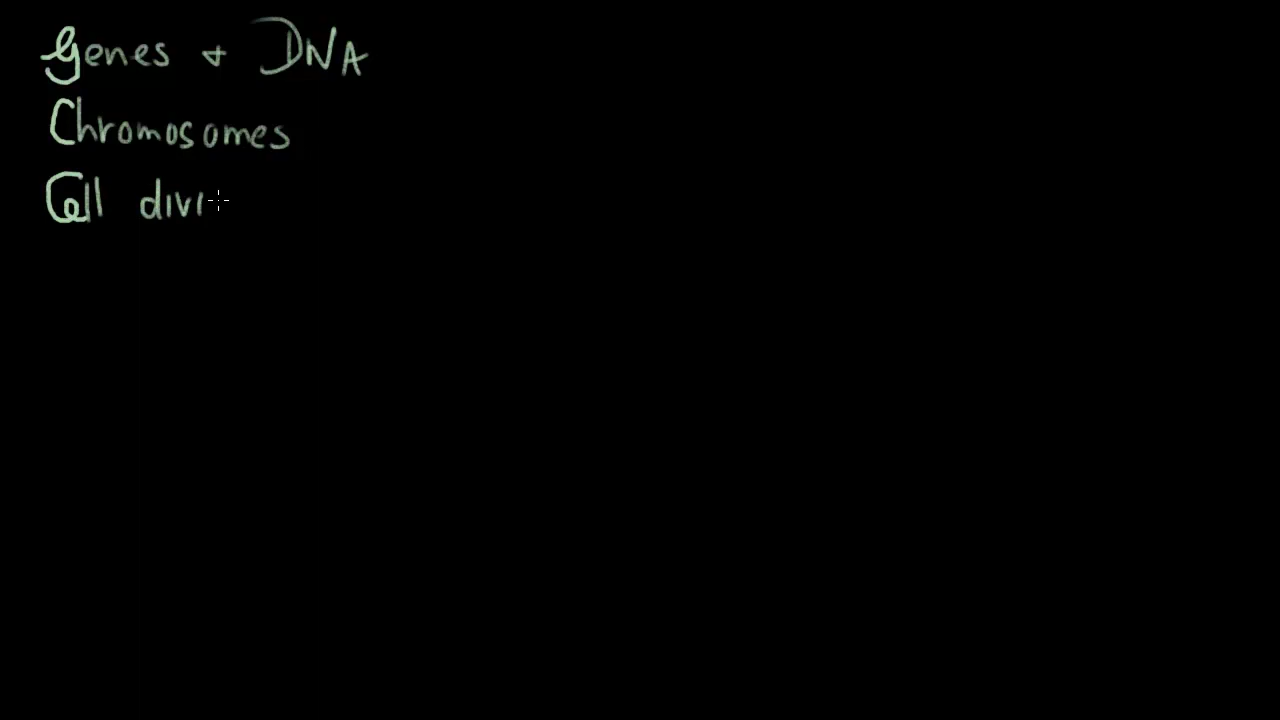 Genes + DNA
Chromosomes
Cell divi